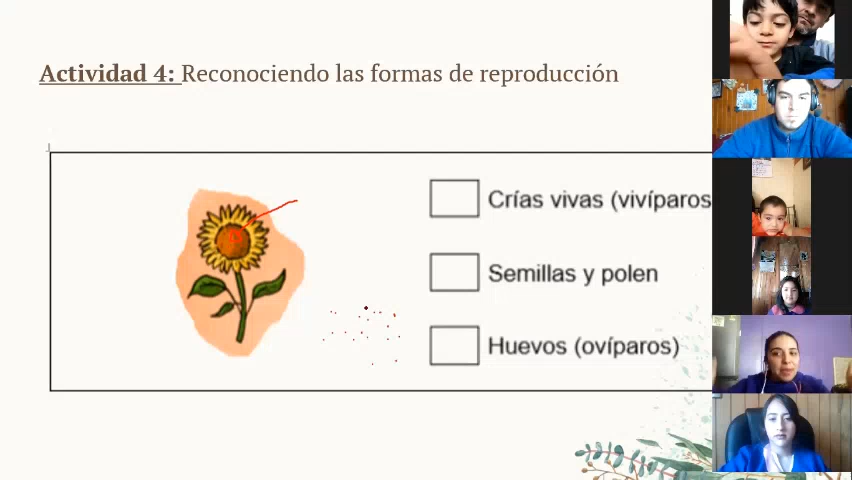 Actividad 4: Reconociendo las formas de reproducción
Crías vivas (vivíparos
Semillas y polen
Huevos (ovíparos)